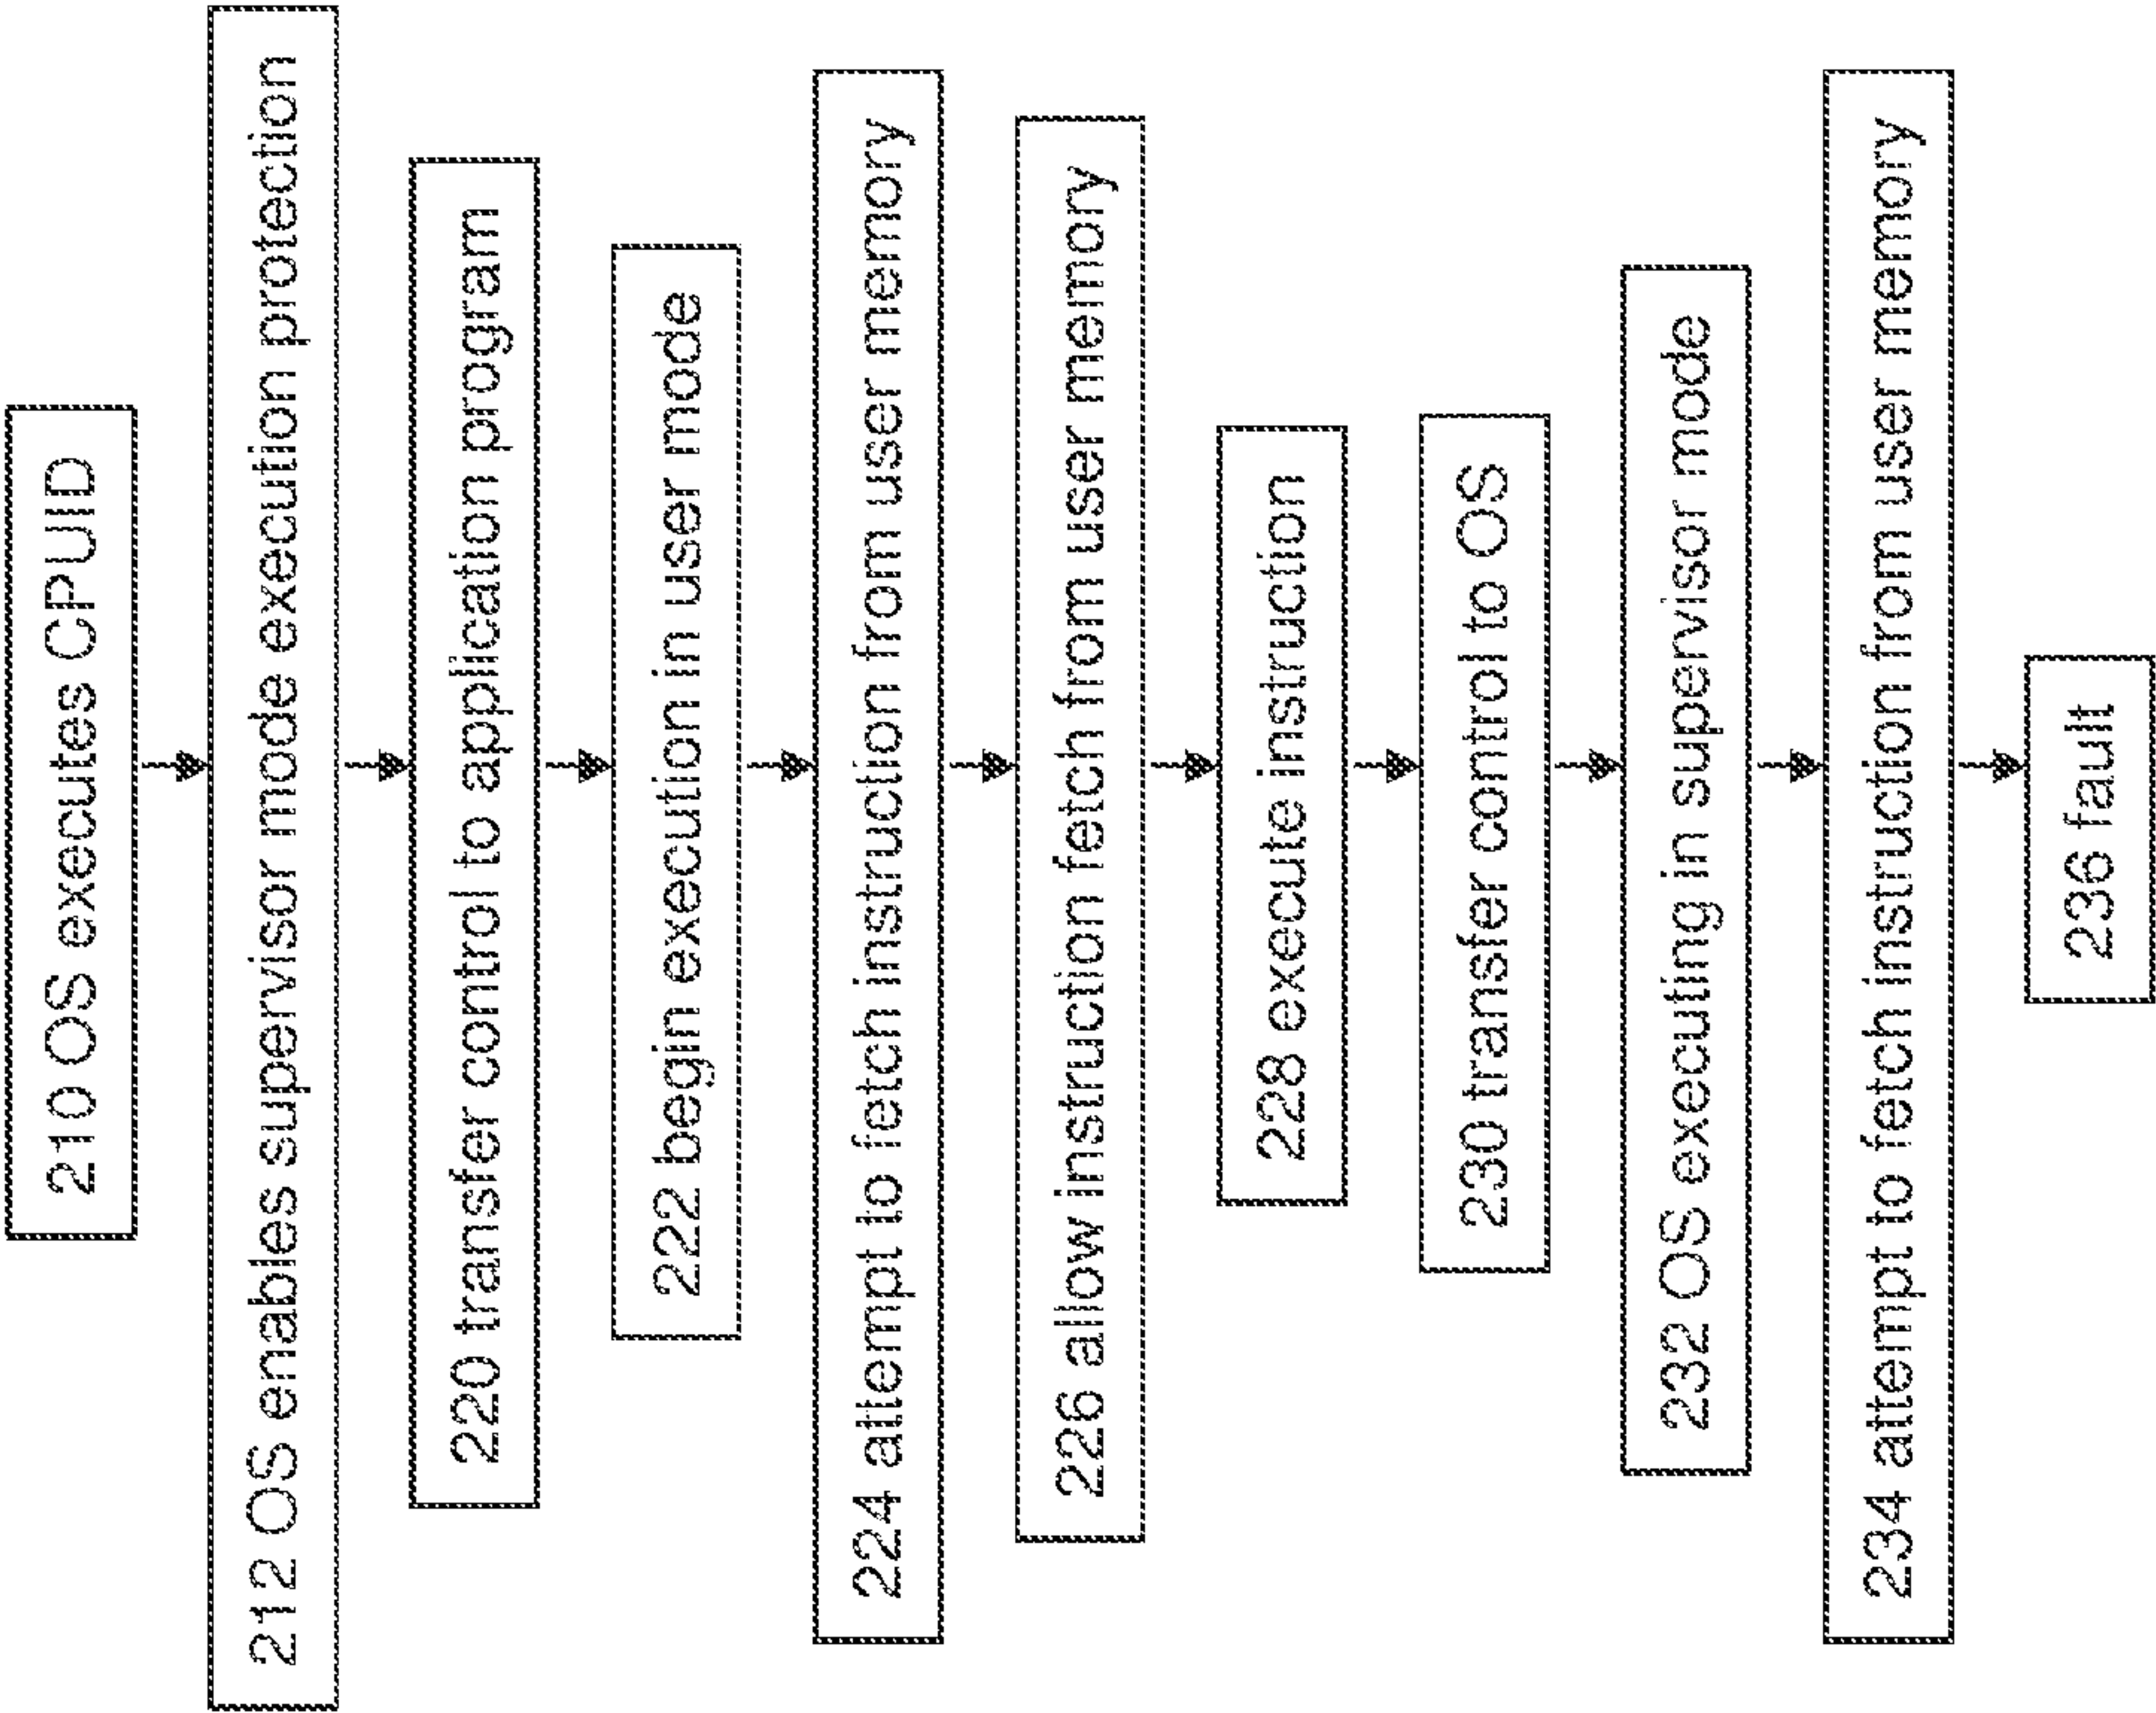 210 OS executes CPUID
212 OS enables supervisor mode execution protection
220 transfer control to application program
222 begin execution in user mode
224 attempt to fetch instruction from user memory
226 allow instruction fetch from user memory
228 execute instruction
230 transfer control to OS
232 OS executing in supervisor mode
234 attempt to fetch instruction from user memory
236 fault